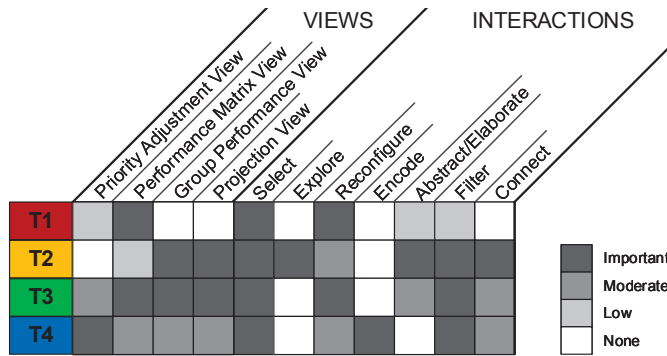 VIEWS
INTERACTIONS
Priority Adjustment View
Performance Matrix View
Group Performance View
Projection View
Select
Explore
Reconfigure
Encode
Abstract/Elaborate
Filter
Connect
T1
T2
T3
T4
Important
Moderate
Low
None